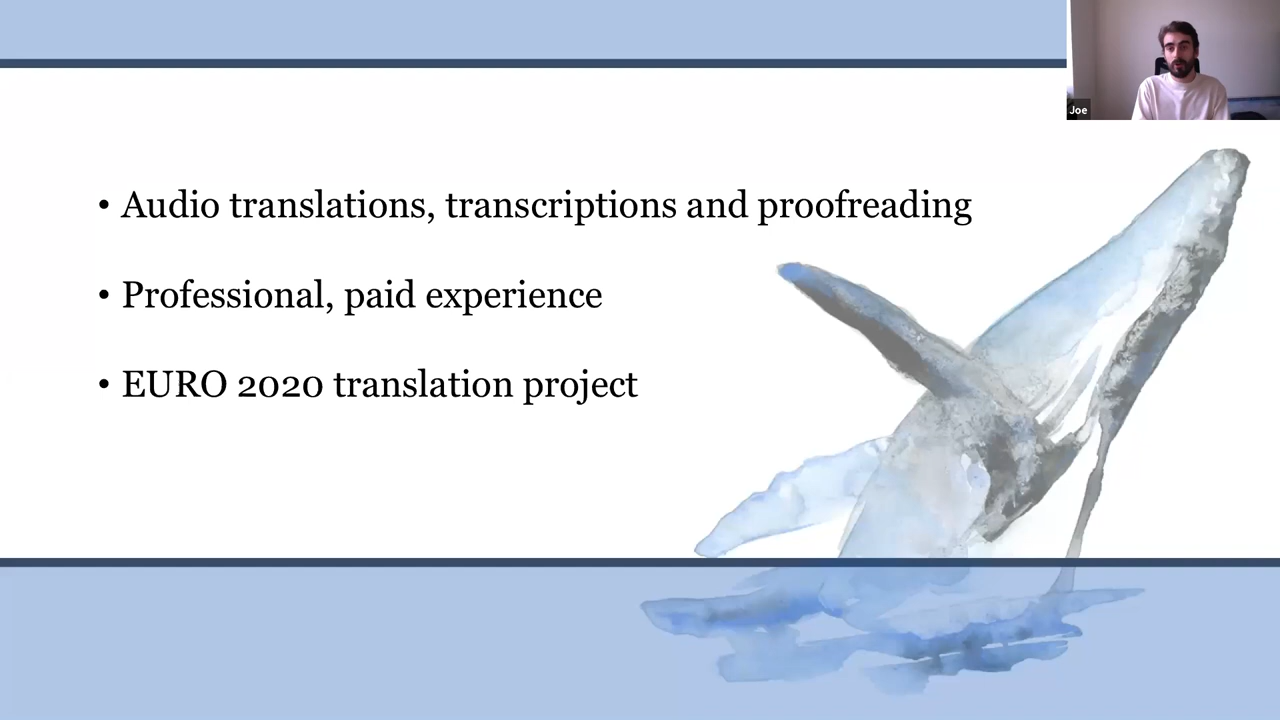 Joe
• Audio translations, transcriptions and proofreading
• Professional, paid experience
• EURO 2020 translation project